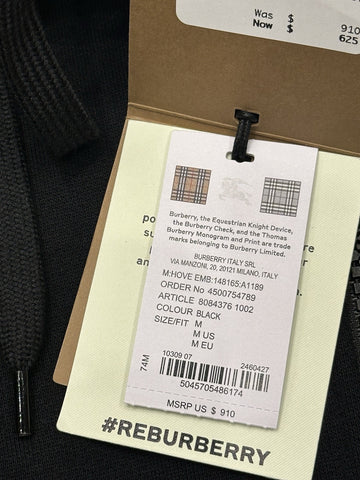 Was $ 910
Now $ 625
Burberry, the Equestrian Knight Device,
the Burberry Check, and the Thomas
Burberry Monogram and Print are trade
marks belonging to Burberry Limited.
BURBERRY ITALY SRL
VIA MANZONI, 20, 20121 MILANO, ITALY
M:HOVE EMB:148165:A1189
ORDER No 4500754789
ARTICLE 8084376 1002
COLOUR BLACK
SIZE/FIT M
M US
M EU
74M
10309 07 2460427
5045705486174
MSRP US $ 910
#REBURBERRY